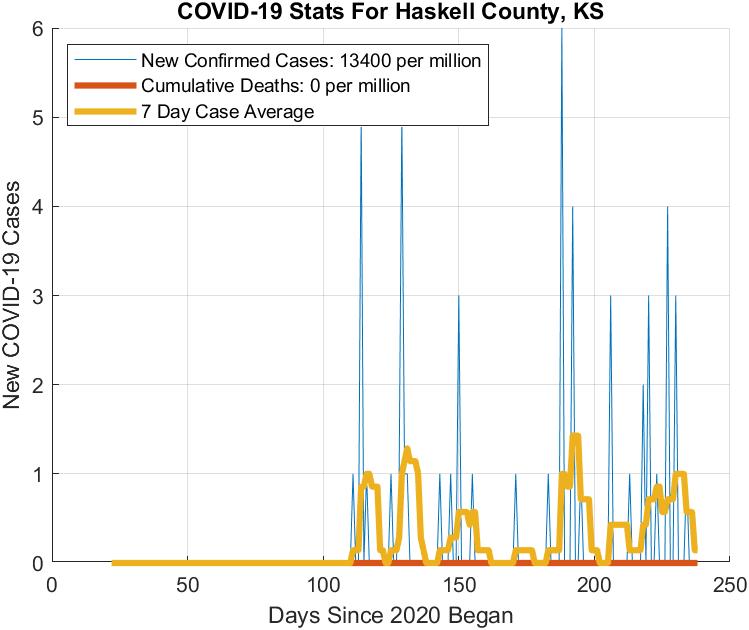 COVID-19 Stats For Haskell County, KS
New Confirmed Cases: 13400 per million
Cumulative Deaths: 0 per million
7 Day Case Average
New COVID-19 Cases
6
5
4
3
2
1
0
0 50 100 150 200 250
Days Since 2020 Began